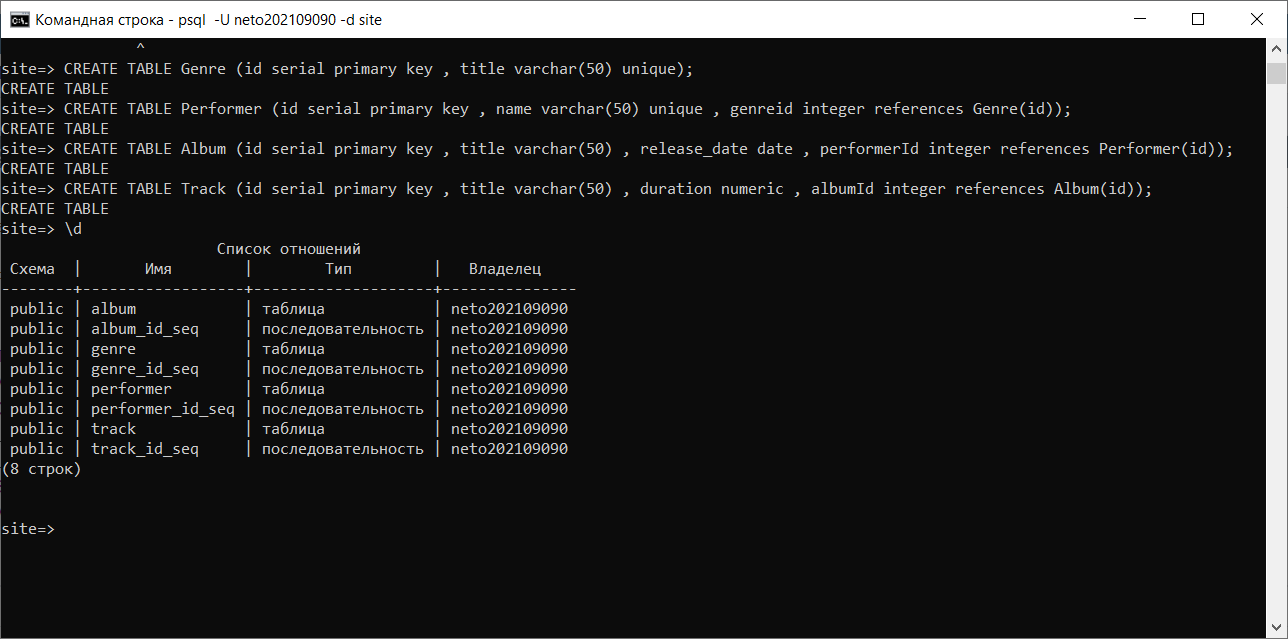 Командная строка - psql  -U neto202109090 -d site
^
site=> CREATE TABLE Genre (id serial primary key , title varchar(50) unique);
CREATE TABLE
site=> CREATE TABLE Performer (id serial primary key , name varchar(50) unique , genreid integer references Genre(id));
CREATE TABLE
site=> CREATE TABLE Album (id serial primary key , title varchar(50) , release_date date , performerId integer references Performer(id));
CREATE TABLE
site=> CREATE TABLE Track (id serial primary key , title varchar(50) , duration numeric , albumId integer references Album(id));
CREATE TABLE
site=> \d
Список отношений
Схема  |       Имя        |        Тип         |   Владелец
--------+------------------+--------------------+---------------
public | album            | таблица            | neto202109090
public | album_id_seq     | последовательность | neto202109090
public | genre            | таблица            | neto202109090
public | genre_id_seq     | последовательность | neto202109090
public | performer        | таблица            | neto202109090
public | performer_id_seq | последовательность | neto202109090
public | track            | таблица            | neto202109090
public | track_id_seq     | последовательность | neto202109090
(8 строк)
site=>